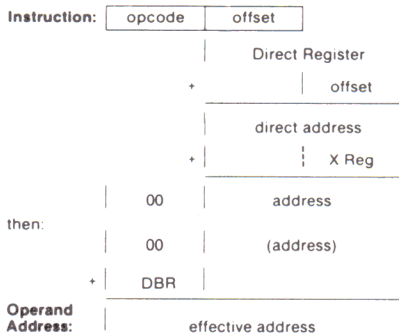 Instruction: opcode offset
Direct Register
+ offset
direct address
+ X Reg
00 address
then:
00 (address)
+ DBR
Operand
Address: effective address